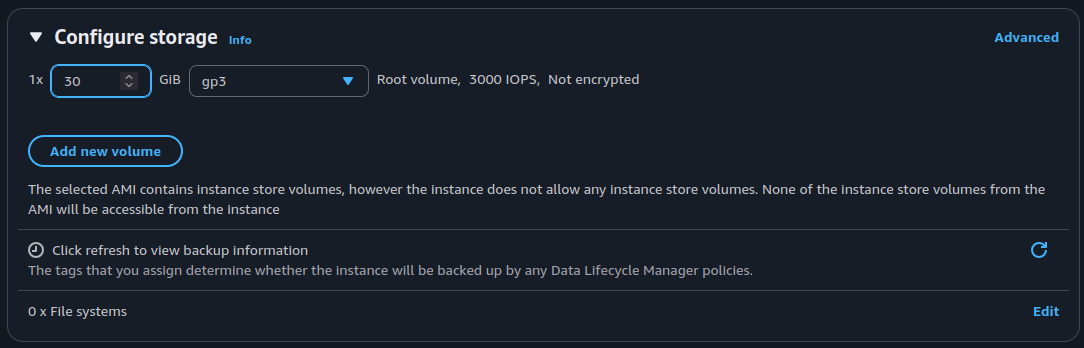 Configure storage Info Advanced
1x 30 GiB gp3 Root volume, 3000 IOPS, Not encrypted
Add new volume
The selected AMI contains instance store volumes, however the instance does not allow any instance store volumes. None of the instance store volumes from the
AMI will be accessible from the instance
Click refresh to view backup information
The tags that you assign determine whether the instance will be backed up by any Data Lifecycle Manager policies.
0 x File systems Edit